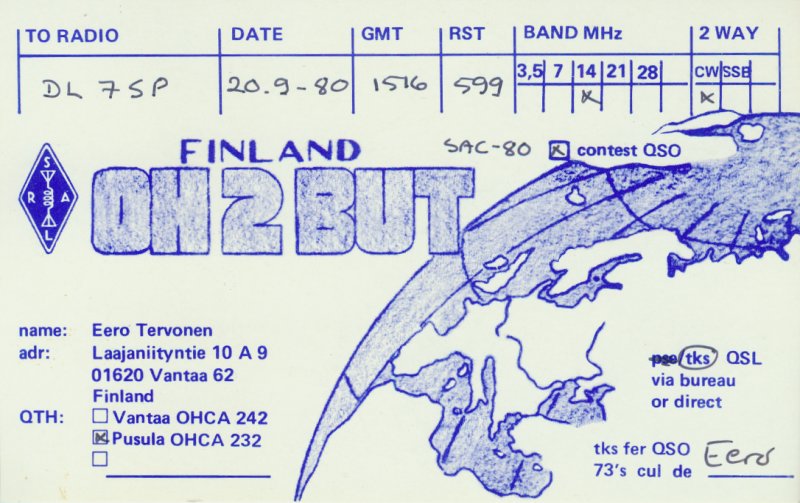 TO RADIO DATE GMT RST BAND MHz 2 WAY
3,5 7 14 21 28 CW SSB
DL 7SP 20.9-80 1516 599 x x
FINLAND SAC-80 x contest QSO
S R A L
OH2BUT
name: Eero Tervonen
adr: Laajaniityntie 10 A 9
01620 Vantaa 62
Finland
QTH: Vantaa OHCA 242
x Pusula OHCA 232
pse/tks QSL
via bureau
or direct
tks fer QSO
73's cul de Eero